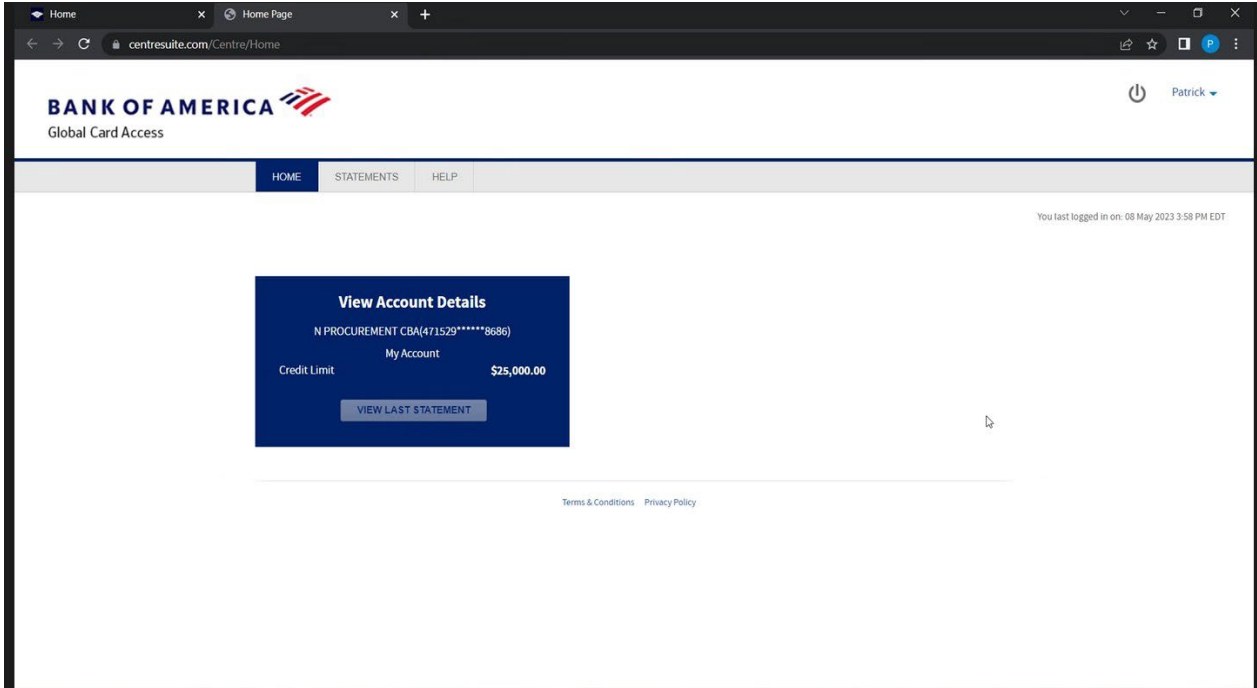 Home
Home Page
centresuite.com/Centre/Home
P
BANK OF AMERICA
Global Card Access
Patrick
HOME STATEMENTS HELP
You last logged in on: 08 May 2023 3:58 PM EDT
View Account Details
N PROCUREMENT CBA(471529******8686)
My Account
Credit Limit $25,000.00
VIEW LAST STATEMENT
Terms & Conditions Privacy Policy